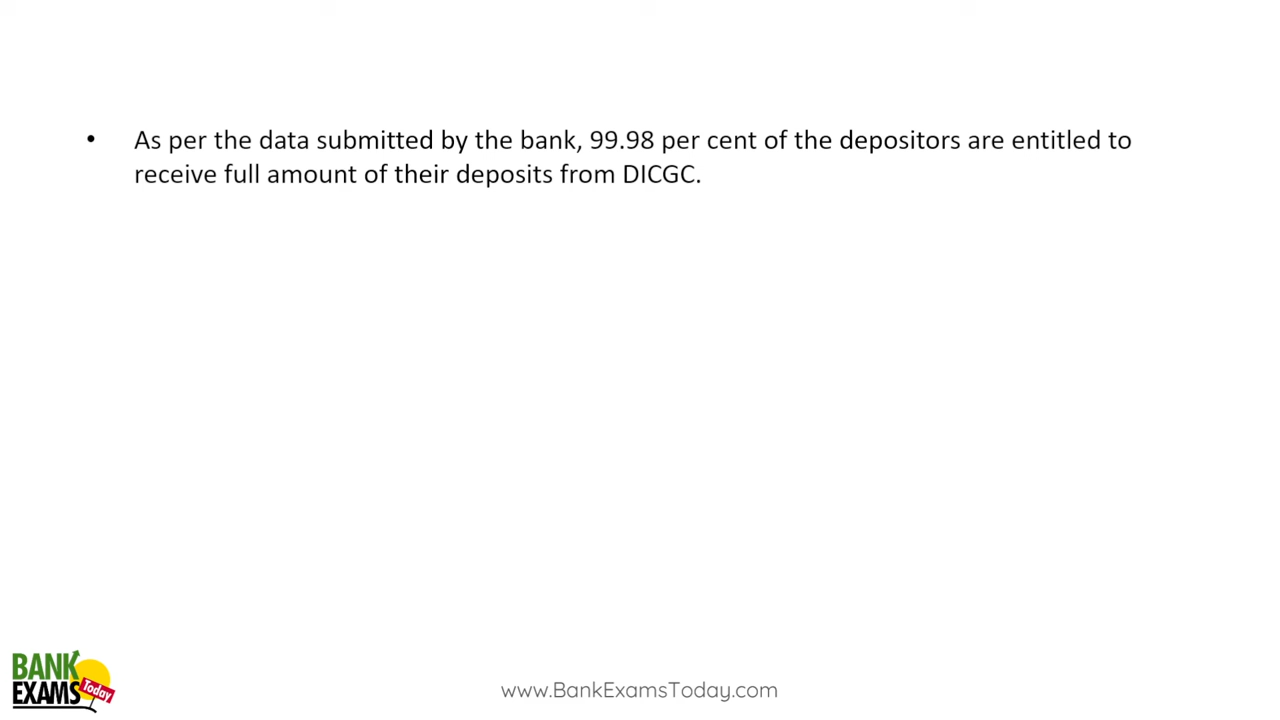 • As per the data submitted by the bank, 99.98 per cent of the depositors are entitled to
receive full amount of their deposits from DICGC.
BANK
EXAMS Today
www.BankExamsToday.com